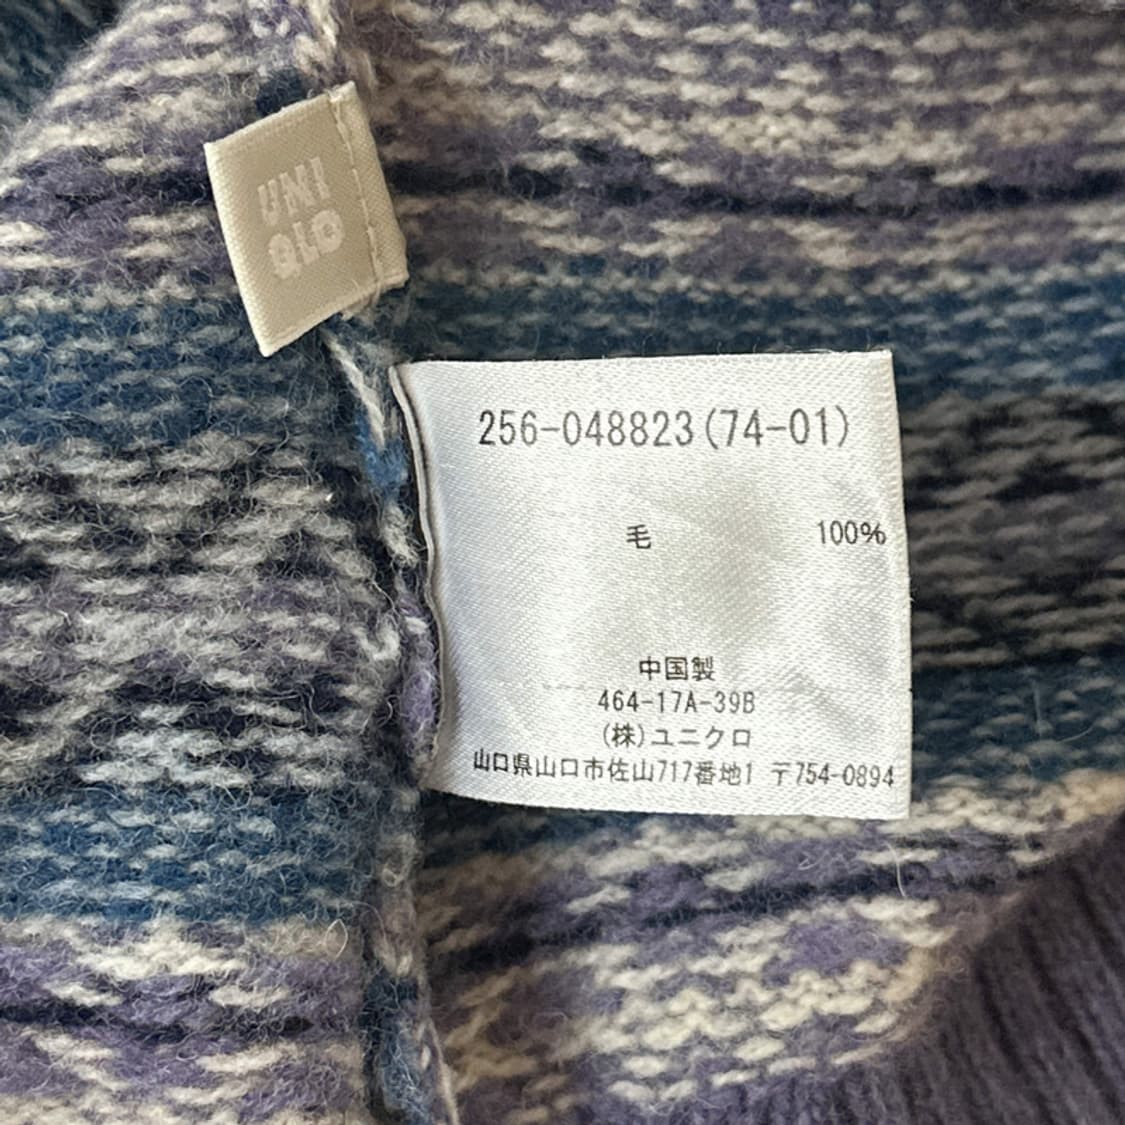 UNI
QLO
256-048823(74-01)
毛 100%
中国製
464-17A-39B
(株)ユニクロ
山口県山口市佐山717番地1 〒754-0894